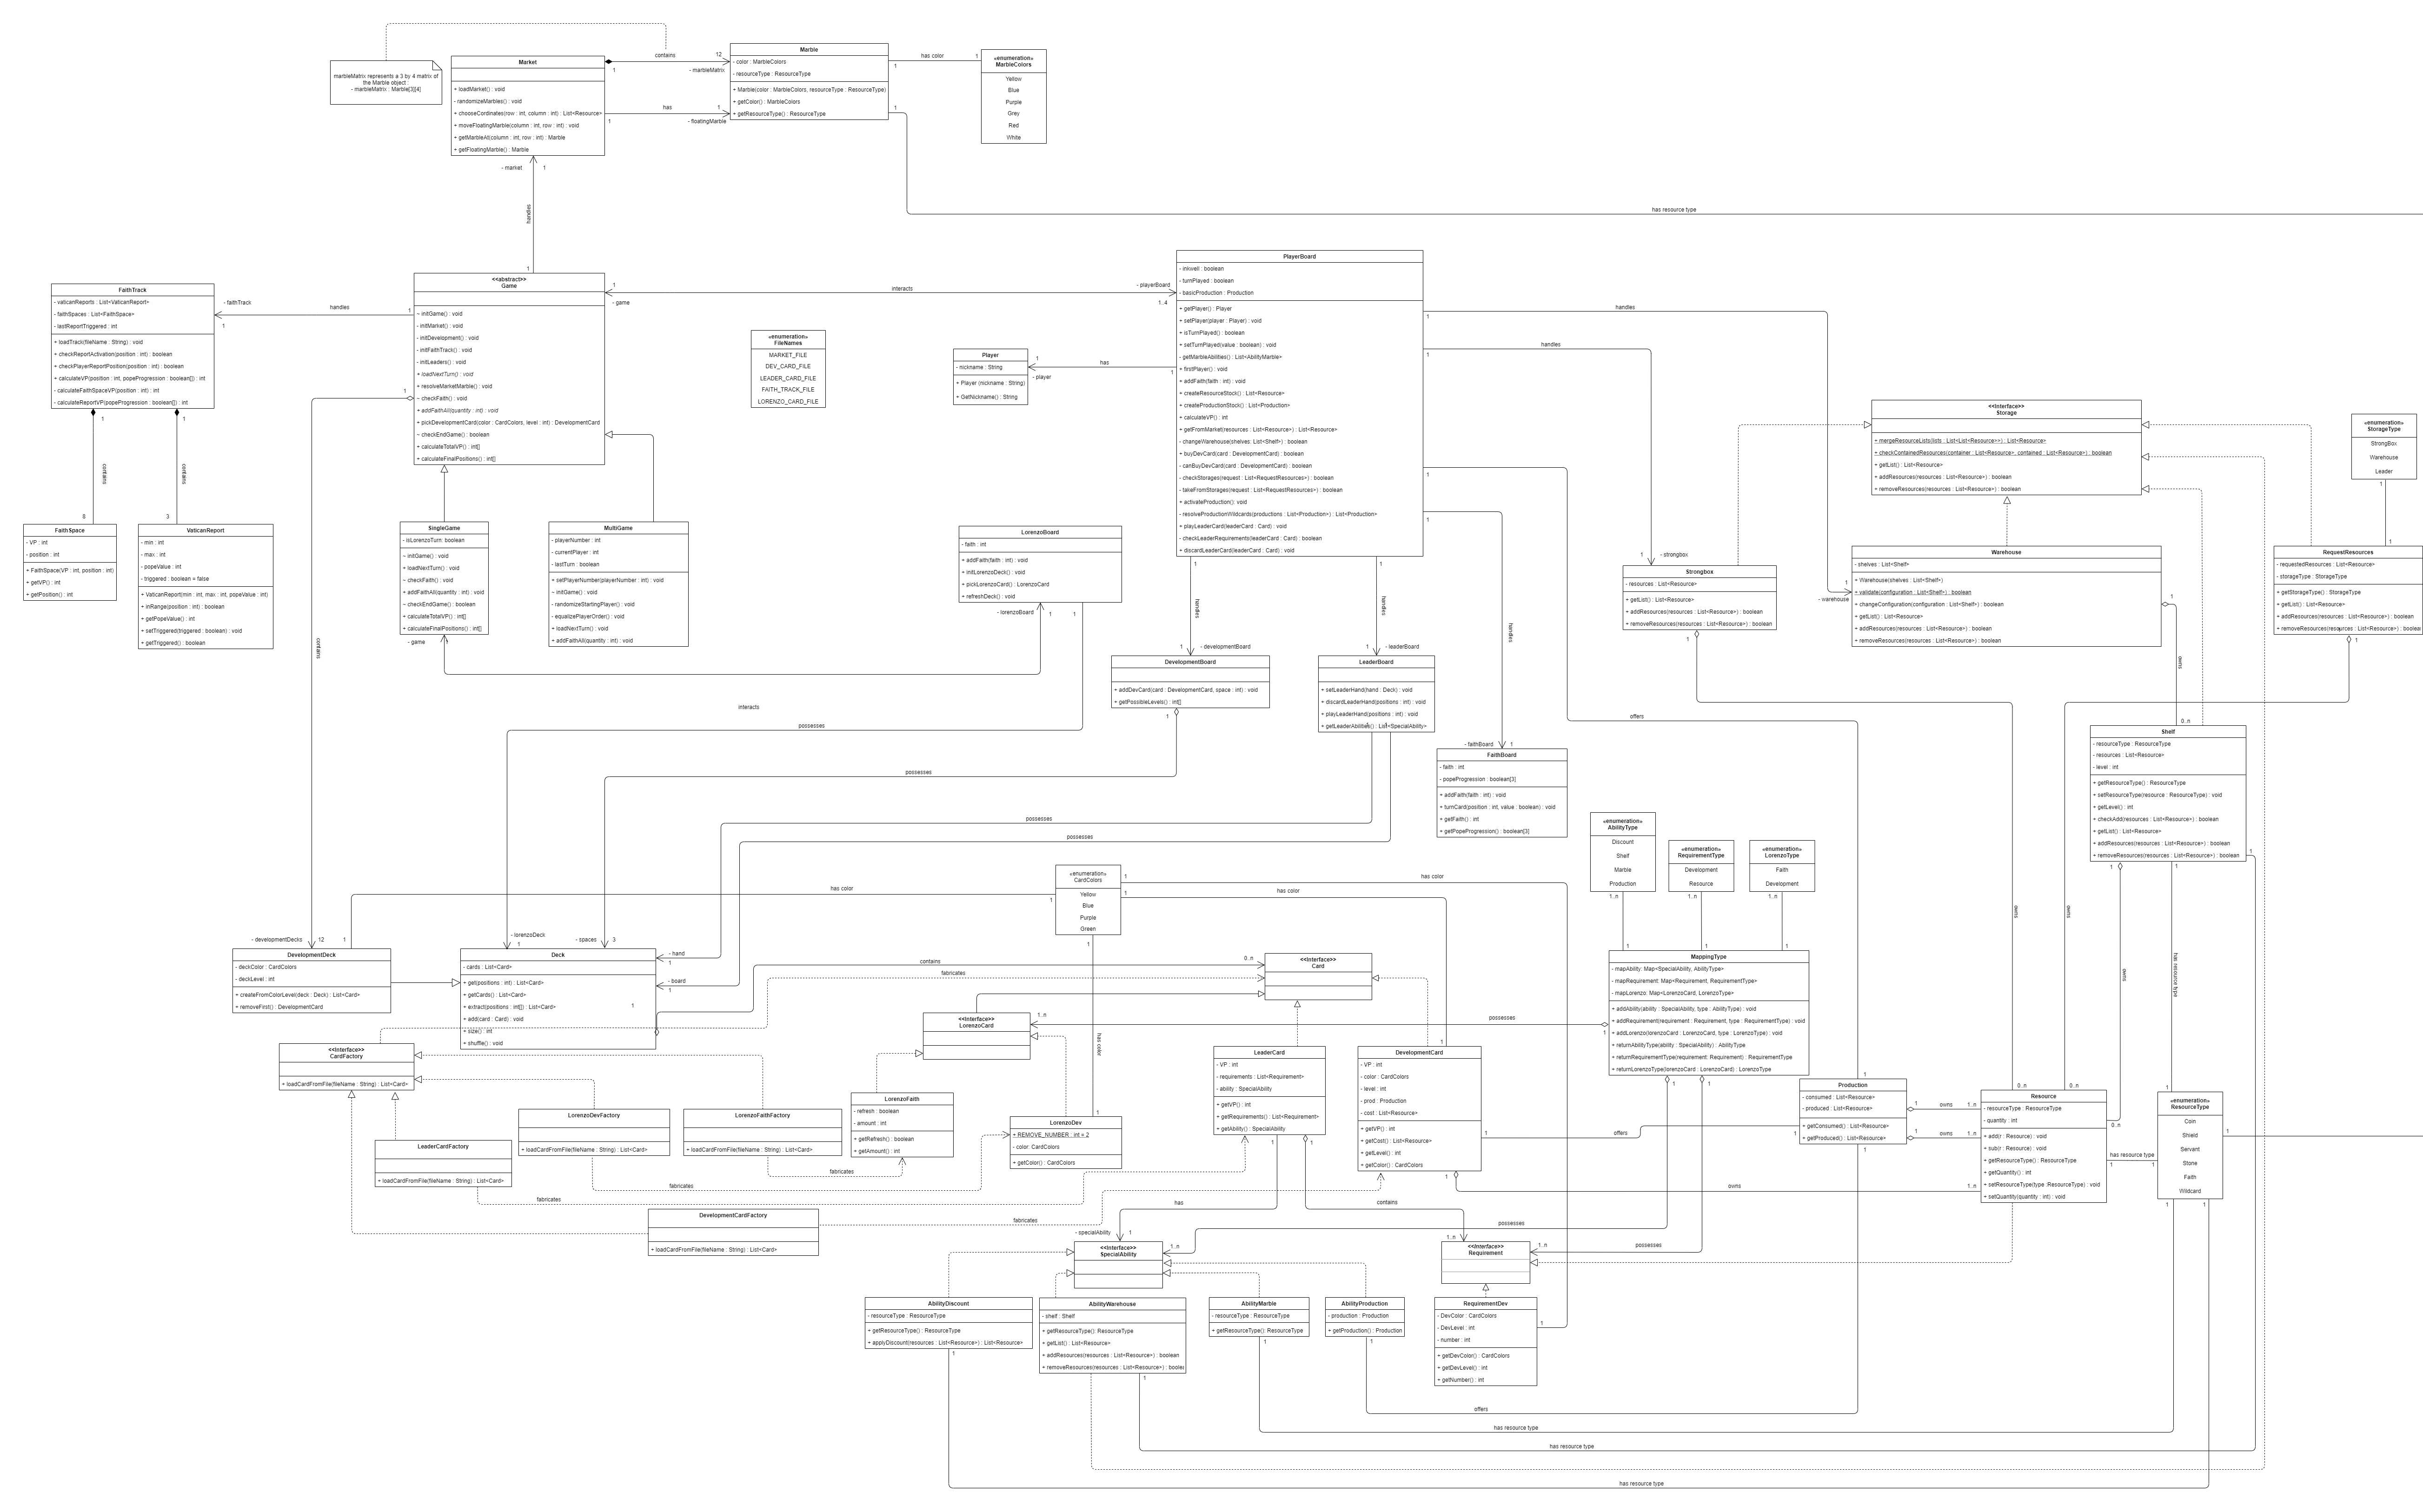 marbleMatrix represents a 3 by 4 matrix of
the Marble object :
- marbleMatrix : Marble[3][4]
Market
+ loadMarket() : void
- randomizeMarbles() : void
+ chooseCordinates(row : int, column : int) : List<Resource>
+ moveFloatingMarble(column : int, row : int) : void
+ getMarbleAt(column : int, row : int) : Marble
+ getFloatingMarble() : Marble
contains
12
1
- marbleMatrix
has
1
1
- floatingMarble
Marble
- color : MarbleColors
- resourceType : ResourceType
+ Marble(color : MarbleColors, resourceType : ResourceType)
+ getColor() : MarbleColors
+ getResourceType() : ResourceType
has color
1
1
1
«enumeration»
MarbleColors
Yellow
Blue
Purple
Grey
Red
White
has resource type
- market
1
handles
1
FaithTrack
- vaticanReports : List<VaticanReport>
- faithSpaces : List<FaithSpace>
- lastReportTriggered : int
+ loadTrack(fileName : String) : void
+ checkReportActivation(position : int) : boolean
+ checkPlayerReportPosition(position : int) : boolean
+ calculateVP(position : int, popeProgression : boolean[]) : int
- calculateFaithSpaceVP(position : int) : int
- calculateReportVP(popeProgression : boolean[]) : int
- faithTrack
handles
1
1
1
1
contains
contains
8
3
FaithSpace
- VP : int
- position : int
+ FaithSpace(VP : int, position : int)
+ getVP() : int
+ getPosition() : int
VaticanReport
- min : int
- max : int
- popeValue : int
- triggered : boolean = false
+ VaticanReport(min : int, max : int, popeValue : int)
+ inRange(position : int) : boolean
+ getPopeValue() : int
+ setTriggered(triggered : boolean) : void
+ getTriggered() : boolean
<<abstract>>
Game
~ initGame() : void
- initMarket() : void
- initDevelopment() : void
- initFaithTrack() : void
- initLeaders() : void
+ loadNextTurn() : void
+ resolveMarketMarble() : void
~ checkFaith() : void
+ addFaithAll(quantity : int) : void
+ pickDevelopmentCard(color : CardColors, level : int) : DevelopmentCard
~ checkEndGame() : boolean
+ calculateTotalVP() : int[]
+ calculateFinalPositions() : int[]
1
- game
interacts
- playerBoard
1..4
1
contains
SingleGame
- isLorenzoTurn: boolean
~ initGame() : void
+ loadNextTurn() : void
~ checkFaith() : void
+ addFaithAll(quantity : int) : void
~ checkEndGame() : boolean
+ calculateTotalVP() : int[]
+ calculateFinalPositions() : int[]
- game
MultiGame
- playerNumber : int
- currentPlayer : int
- lastTurn : boolean
+ setPlayerNumber(playerNumber : int) : void
~ initGame() : void
- randomizeStartingPlayer() : void
- equalizePlayerOrder() : void
+ loadNextTurn() : void
+ addFaithAll(quantity : int) : void
«enumeration»
FileNames
MARKET_FILE
DEV_CARD_FILE
LEADER_CARD_FILE
FAITH_TRACK_FILE
LORENZO_CARD_FILE
Player
- nickname : String
+ Player (nickname : String)
+ GetNickname() : String
1
has
1
- player
LorenzoBoard
- faith : int
+ addFaith(faith : int) : void
+ initLorenzoDeck() : void
+ pickLorenzoCard() : LorenzoCard
+ refreshDeck() : void
- lorenzoBoard
1
1
interacts
possesses
PlayerBoard
- inkwell : boolean
- turnPlayed : boolean
- basicProduction : Production
+ getPlayer() : Player
+ setPlayer(player : Player) : void
+ isTurnPlayed() : boolean
+ setTurnPlayed(value : boolean) : void
- getMarbleAbilities() : List<AbilityMarble>
+ firstPlayer() : void
+ addFaith(faith : int) : void
+ createResourceStock() : List<Resource>
+ createProductionStock() : List<Production>
+ calculateVP() : int
+ getFromMarket(resources : List<Resource>) : List<Resource>
- changeWarehouse(shelves: List<Shelf>) : boolean
+ buyDevCard(card : DevelopmentCard) : boolean
- canBuyDevCard(card : DevelopmentCard) : boolean
- checkStorages(request : List<RequestResources>) : boolean
- takeFromStorages(request : List<RequestResources>) : boolean
+ activateProduction() : void
- resolveProductionWildcards(productions : List<Production>) : List<Production>
+ playLeaderCard(leaderCard : Card) : void
- checkLeaderRequirements(leaderCard : Card) : boolean
+ discardLeaderCard(leaderCard : Card) : void
1
handles
1
handles
1
1
1
1
handles
handles
handles
1
- strongbox
1
- warehouse
offers
<<Interface>>
Storage
+ mergeResourceLists(lists : List<List<Resource>>) : List<Resource>
+ checkContainedResources(container : List<Resource>, contained : List<Resource>) : boolean
+ getList() : List<Resource>
+ addResources(resources : List<Resource>) : boolean
+ removeResources(resources : List<Resource>) : boolean
«enumeration»
StorageType
StrongBox
Warehouse
Leader
1
1
Strongbox
- resources : List<Resource>
+ getList() : List<Resource>
+ addResources(resources : List<Resource>) : boolean
+ removeResources(resources : List<Resource>) : boolean
1
Warehouse
- shelves : List<Shelf>
+ Warehouse(shelves : List<Shelf>)
+ validate(configuration : List<Shelf>) : boolean
+ changeConfiguration(configuration : List<Shelf>) : boolean
+ getList() : List<Resource>
+ addResources(resources : List<Resource>) : boolean
+ removeResources(resources : List<Resource>) : boolean
1
owns
0..n
RequestResources
- requestedResources : List<Resource>
- storageType : StorageType
+ getStorageType() : StorageType
+ getList() : List<Resource>
+ addResources(resources : List<Resource>) : boolean
+ removeResources(resources : List<Resource>) : boolean
1
1
- developmentBoard
DevelopmentBoard
+ addDevCard(card : DevelopmentCard, space : int) : void
+ getPossibleLevels() : int[]
1
possesses
1
- leaderBoard
LeaderBoard
+ setLeaderHand(hand : Deck) : void
+ discardLeaderHand(positions : int) : void
+ playLeaderHand(positions : int) : void
+ getLeaderAbilities() : List<SpecialAbility>
possesses
possesses
- faithBoard
1
FaithBoard
- faith : int
- popeProgression : boolean[3]
+ addFaith(faith : int) : void
+ turnCard(position : int, value : boolean) : void
+ getFaith() : int
+ getPopeProgression() : boolean[3]
Shelf
- resourceType : ResourceType
- resources : List<Resource>
- level : int
+ getResourceType() : ResourceType
+ setResourceType(resource : ResourceType) : void
+ getLevel() : int
+ checkAdd(resources : List<Resource>) : boolean
+ getList() : List<Resource>
+ addResources(resources : List<Resource>) : boolean
+ removeResources(resources : List<Resource>) : boolean
1
1
1
owns
owns
owns
has resource type
«enumeration»
AbilityType
Discount
Shelf
Marble
Production
1..n
«enumeration»
RequirementType
Development
Resource
1..n
«enumeration»
LorenzoType
Faith
Development
1..n
1
1
1
«enumeration»
CardColors
Yellow
Blue
Purple
Green
has color
1
1
has color
1
has color
1
has color
- developmentDecks
12
1
DevelopmentDeck
- deckColor : CardColors
- deckLevel : int
+ createFromColorLevel(deck : Deck) : List<Card>
+ removeFirst() : DevelopmentCard
- lorenzoDeck
1
- spaces
3
- hand
1
- board
1
Deck
- cards : List<Card>
+ get(positions : int) : List<Card>
+ getCards() : List<Card>
+ extract(positions : int[]) : List<Card>
+ add(card : Card) : void
+ size() : int
+ shuffle() : void
1
contains
fabricates
0..n
<<Interface>>
Card
<<Interface>>
LorenzoCard
1..n
possesses
1
<<Interface>>
CardFactory
+ loadCardFromFile(fileName : String) : List<Card>
LeaderCardFactory
+ loadCardFromFile(fileName : String) : List<Card>
LorenzoDevFactory
+ loadCardFromFile(fileName : String) : List<Card>
LorenzoFaithFactory
+ loadCardFromFile(fileName : String) : List<Card>
DevelopmentCardFactory
+ loadCardFromFile(fileName : String) : List<Card>
fabricates
fabricates
fabricates
fabricates
LorenzoFaith
- refresh : boolean
- amount : int
+ getRefresh() : boolean
+ getAmount() : int
1
LorenzoDev
+ REMOVE_NUMBER : int = 2
- color: CardColors
+ getColor() : CardColors
LeaderCard
- VP : int
- requirements : List<Requirement>
- ability : SpecialAbility
+ getVP() : int
+ getRequirements() : List<Requirement>
+ getAbility() : SpecialAbility
1
1
has
contains
1
DevelopmentCard
- VP : int
- color : CardColors
- level : int
- prod : Production
- cost : List<Resource>
+ getVP() : int
+ getCost() : List<Resource>
+ getLevel() : int
+ getColor() : CardColors
1
offers
1
1
owns
1..n
MappingType
- mapAbility: Map<SpecialAbility, AbilityType>
- mapRequirement: Map<Requirement, RequirementType>
- mapLorenzo: Map<LorenzoCard, LorenzoType>
+ addAbility(ability : SpecialAbility, type : AbilityType) : void
+ addRequirement(requirement : Requirement, type : RequirementType) : void
+ addLorenzo(lorenzoCard : LorenzoCard, type : LorenzoType) : void
+ returnAbilityType(ability : SpecialAbility) : AbilityType
+ returnRequirementType(requirement: Requirement) : RequirementType
+ returnLorenzoType(lorenzoCard : LorenzoCard) : LorenzoType
1
1
possesses
possesses
1
Production
- consumed : List<Resource>
- produced : List<Resource>
+ getConsumed() : List<Resource>
+ getProduced() : List<Resource>
1
owns
1..n
1
owns
1..n
1
0..n
0..n
Resource
- resourceType : ResourceType
- quantity : int
+ add(r : Resource) : void
+ sub(r : Resource) : void
+ getResourceType() : ResourceType
+ getQuantity() : int
+ setResourceType(type :ResourceType) : void
+ setQuantity(quantity : int) : void
0..n
has resource type
1
1
1
1
«enumeration»
ResourceType
Coin
Shield
Servant
Stone
Faith
Wildcard
1
1
1
- specialAbility
1
1..n
<<Interface>>
SpecialAbility
1..n
1..n
<<Interface>>
Requirement
AbilityDiscount
- resourceType : ResourceType
+ getResourceType() : ResourceType
+ applyDiscount(resources : List<Resource>) : List<Resource>
1
AbilityWarehouse
- shelf : Shelf
+ getResourceType(): ResourceType
+ getList() : List<Resource>
+ addResources(resources : List<Resource>) : boolean
+ removeResources(resources : List<Resource>) : boolea
1
AbilityMarble
- resourceType : ResourceType
+ getResourceType(): ResourceType
1
AbilityProduction
- production : Production
+ getProduction() : Production
1
RequirementDev
- DevColor : CardColors
- DevLevel : int
- number : int
+ getDevColor() : CardColors
+ getDevLevel() : int
+ getNumber() : int
1
offers
has resource type
has resource type
has resource type